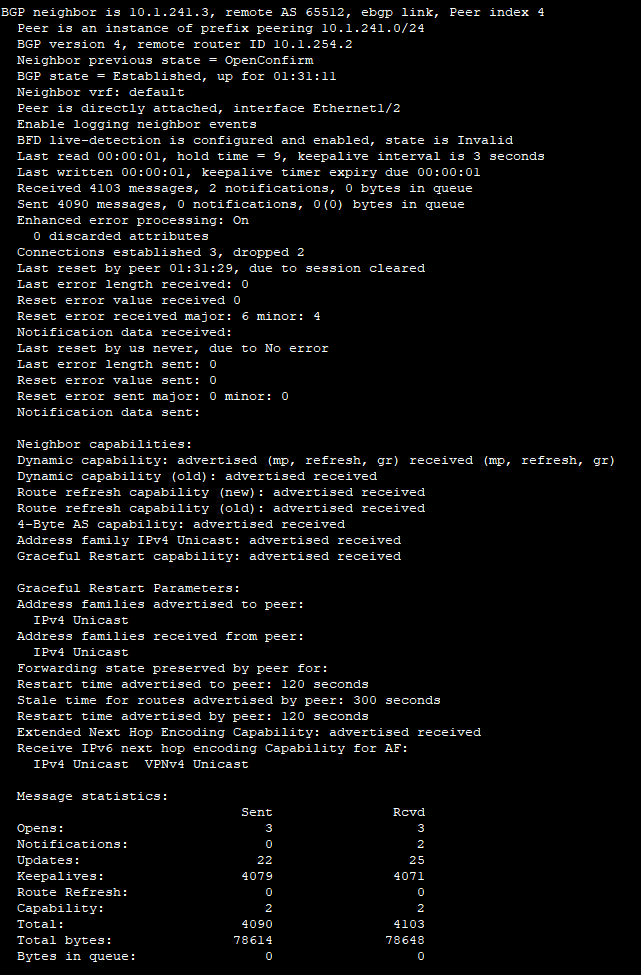 BGP neighbor is 10.1.241.3, remote AS 65512, ebgp link, Peer index 4
Peer is an instance of prefix peering 10.1.241.0/24
BGP version 4, remote router ID 10.1.254.2
Neighbor previous state = OpenConfirm
BGP state = Established, up for 01:31:11
Neighbor vrf: default
Peer is directly attached, interface Ethernet1/2
Enable logging neighbor events
BFD live-detection is configured and enabled, state is Invalid
Last read 00:00:01, hold time = 9, keepalive interval is 3 seconds
Last written 00:00:01, keepalive timer expiry due 00:00:01
Received 4103 messages, 2 notifications, 0 bytes in queue
Sent 4090 messages, 0 notifications, 0(0) bytes in queue
Enhanced error processing: On
0 discarded attributes
Connections established 3, dropped 2
Last reset by peer 01:31:29, due to session cleared
Last error length received: 0
Reset error value received 0
Reset error received major: 6 minor: 4
Notification data received:
Last reset by us never, due to No error
Last error length sent: 0
Reset error value sent: 0
Reset error sent major: 0 minor: 0
Notification data sent:
Neighbor capabilities:
Dynamic capability: advertised (mp, refresh, gr) received (mp, refresh, gr)
Dynamic capability (old): advertised received
Route refresh capability (new): advertised received
Route refresh capability (old): advertised received
4-Byte AS capability: advertised received
Address family IPv4 Unicast: advertised received
Graceful Restart capability: advertised received
Graceful Restart Parameters:
Address families advertised to peer:
IPv4 Unicast
Address families received from peer:
IPv4 Unicast
Forwarding state preserved by peer for:
Restart time advertised to peer: 120 seconds
Stale time for routes advertised by peer: 300 seconds
Restart time advertised by peer: 120 seconds
Extended Next Hop Encoding Capability: advertised received
Receive IPv6 next hop encoding Capability for AF:
IPv4 Unicast VPNv4 Unicast
Message statistics:
Sent Rcvd
Opens: 3 3
Notifications: 0 2
Updates: 22 25
Keepalives: 4079 4071
Route Refresh: 0 0
Capability: 2 2
Total: 4090 4103
Total bytes: 78614 78648
Bytes in queue: 0 0